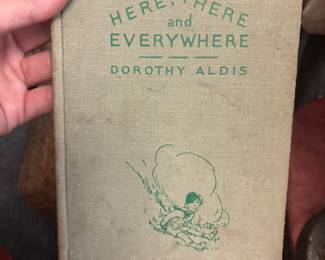 HERE, THERE
and
EVERYWHERE
DOROTHY ALDIS